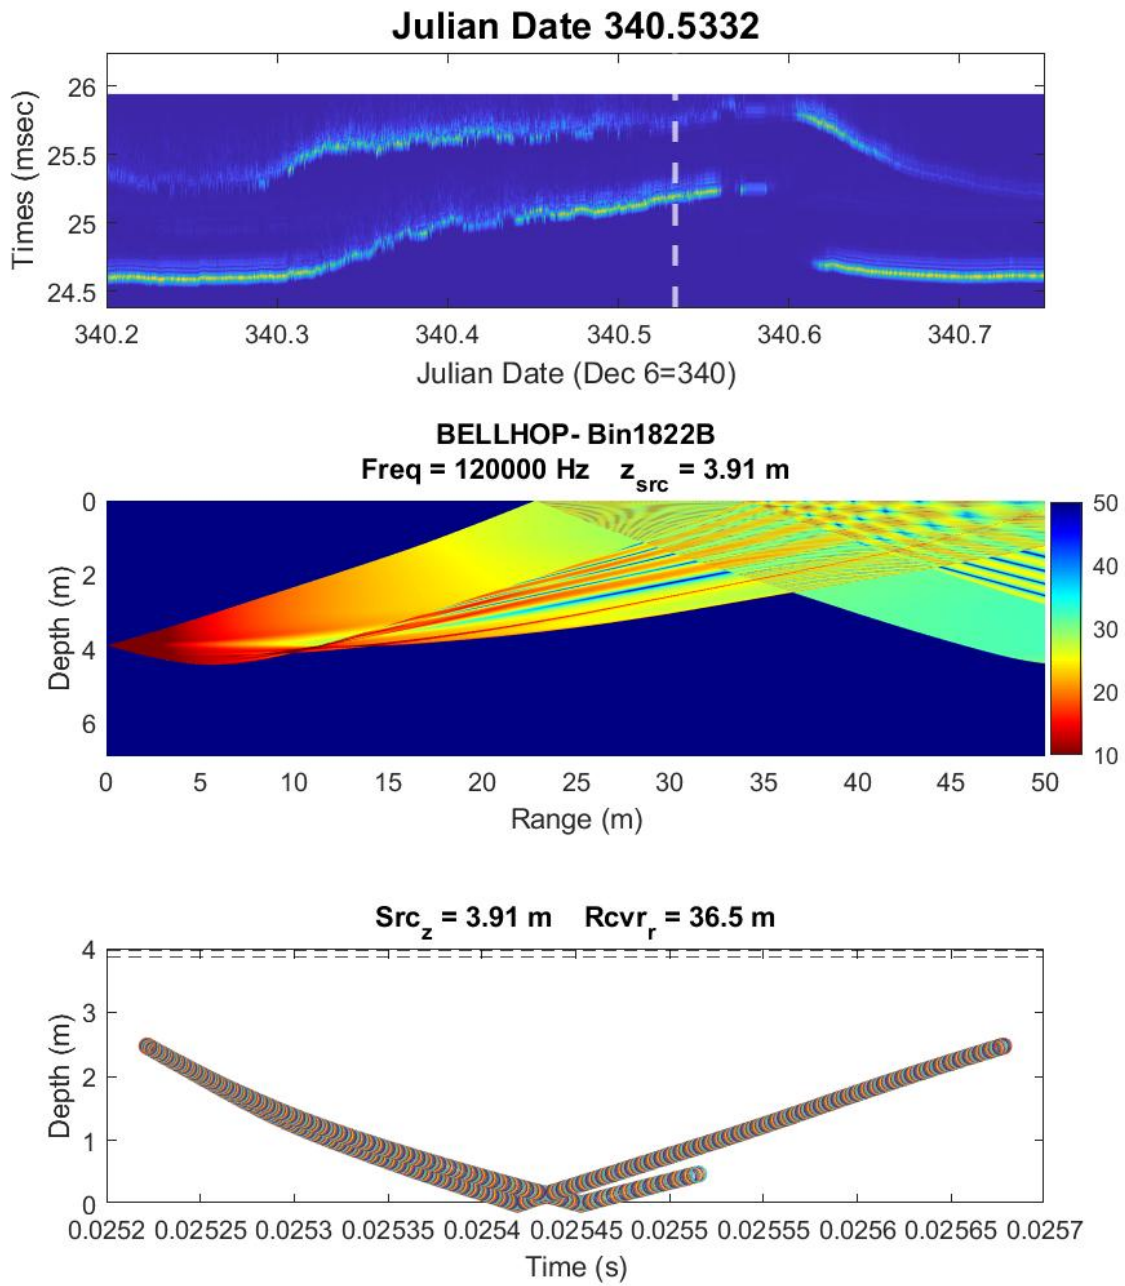 Julian Date 340.5332
Times (msec)
26
25.5
25
24.5
340.2 340.3 340.4 340.5 340.6 340.7
Julian Date (Dec 6=340)
BELLHOP- Bin1822B
Freq = 120000 Hz z_src = 3.91 m
Depth (m)
0
2
4
6
50
40
30
20
10
0 5 10 15 20 25 30 35 40 45 50
Range (m)
Src_z = 3.91 m Rcvr_r = 36.5 m
Depth (m)
4
3
2
1
0
0.0252 0.02525 0.0253 0.02535 0.0254 0.02545 0.0255 0.02555 0.0256 0.02565 0.0257
Time (s)